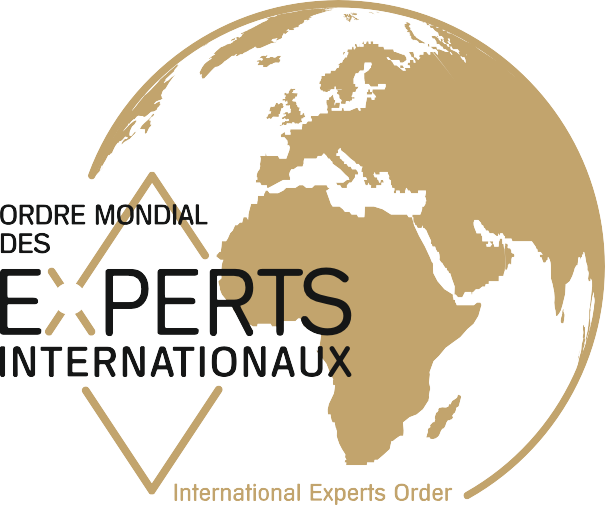 ORDRE MONDIAL
DES
EXPERTS
INTERNATIONAUX
International Experts Order